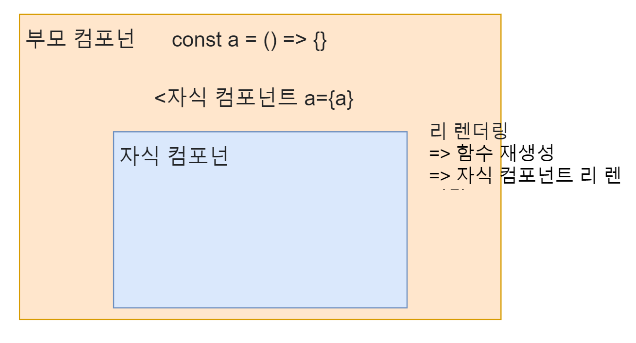 부모 컴포넌 const a = () => {}
<자식 컴포넌트 a={a}
자식 컴포넌
리 렌더링
=> 함수 재생성
=> 자식 컴포넌트 리 렌